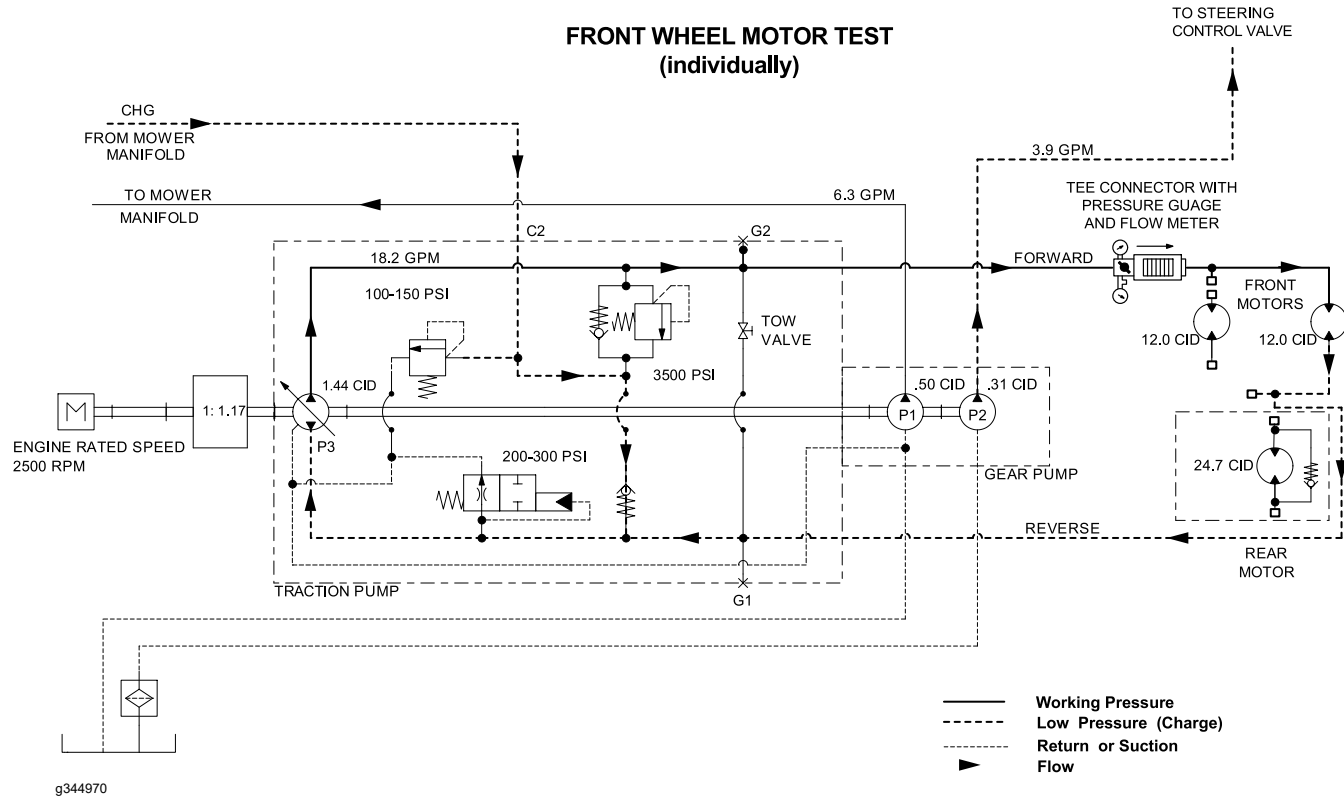 FRONT WHEEL MOTOR TEST
(individually)
TO STEERING
CONTROL VALVE
CHG
FROM MOWER
MANIFOLD
3.9 GPM
TO MOWER
MANIFOLD
6.3 GPM
TEE CONNECTOR WITH
PRESSURE GUAGE
AND FLOW METER
C2
G2
18.2 GPM
FORWARD
100-150 PSI
FRONT
MOTORS
TOW
VALVE
12.0 CID
12.0 CID
3500 PSI
1.44 CID
.50 CID
.31 CID
M
1: 1.17
P3
P1
P2
ENGINE RATED SPEED
2500 RPM
200-300 PSI
GEAR PUMP
24.7 CID
REVERSE
REAR
MOTOR
TRACTION PUMP
G1
Working Pressure
Low Pressure (Charge)
Return or Suction
Flow
g344970